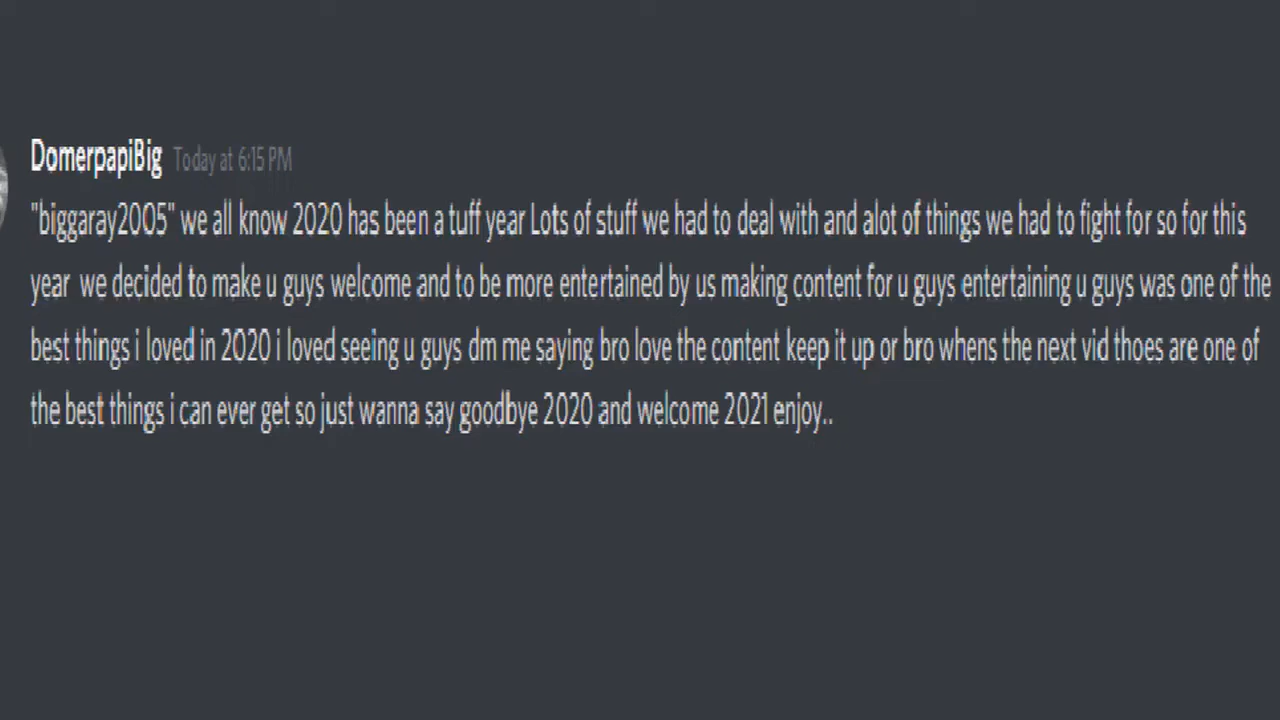 DomerpapiBig Today at 6:15 PM
"biggaray2005" we all know 2020 has been a tuff year Lots of stuff we had to deal with and alot of things we had to fight for so for this
year we decided to make u guys welcome and to be more entertained by us making content for u guys entertaining u guys was one of the
best things i loved in 2020 i loved seeing u guys dm me saying bro love the content keep it up or bro whens the next vid thoes are one of
the best things i can ever get so just wanna say goodbye 2020 and welcome 2021 enjoy..